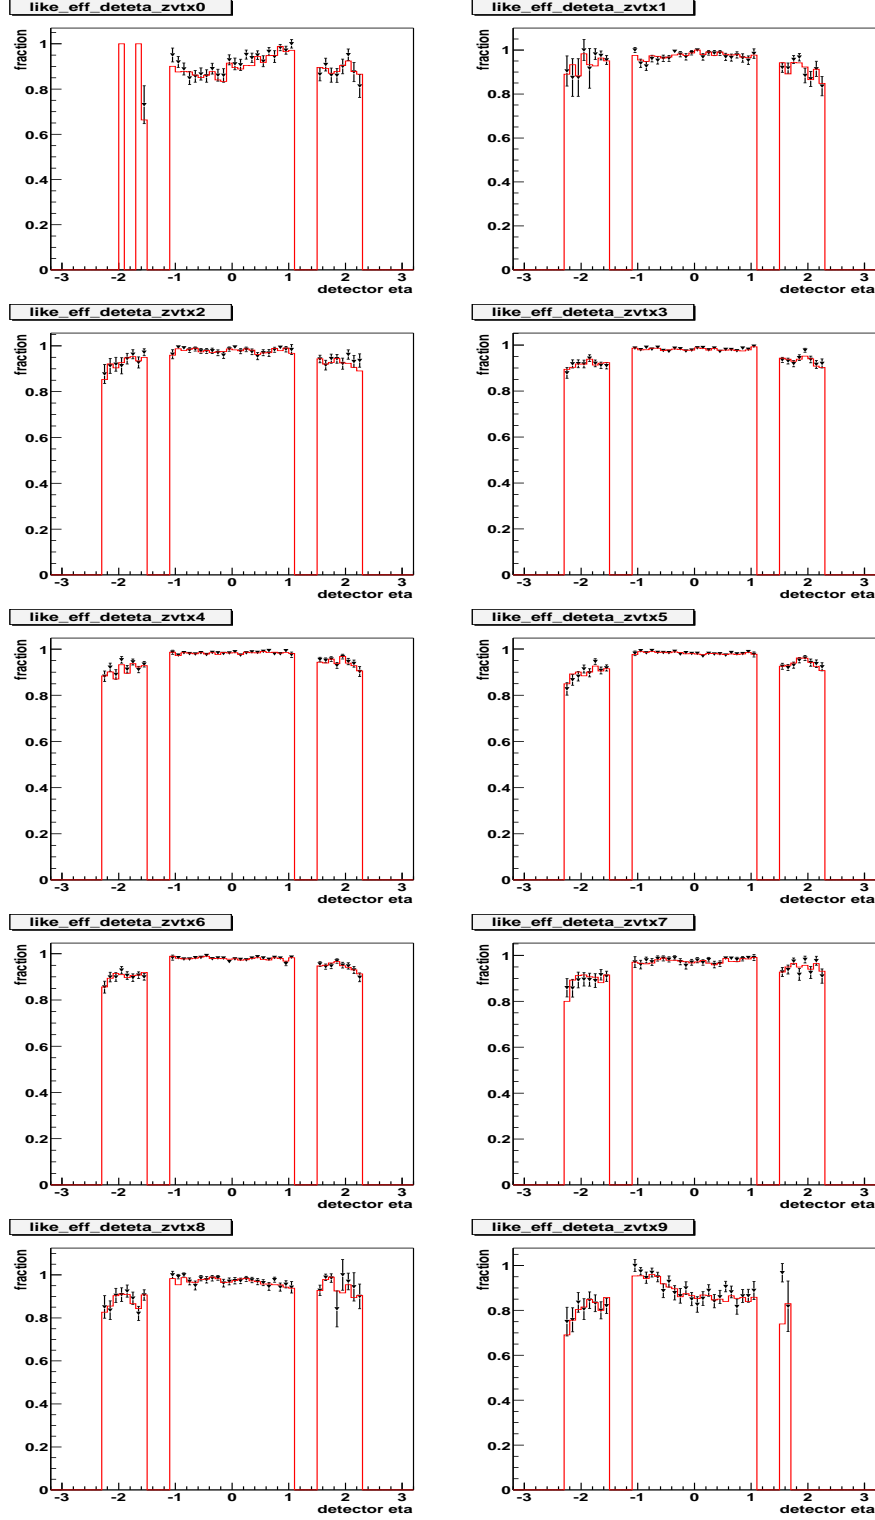 like_eff_deteta_zvtx0
fraction
1
0.8
0.6
0.4
0.2
0
-3 -2 -1 0 1 2 3
detector eta
like_eff_deteta_zvtx1
fraction
1
0.8
0.6
0.4
0.2
0
-3 -2 -1 0 1 2 3
detector eta
like_eff_deteta_zvtx2
fraction
1
0.8
0.6
0.4
0.2
0
-3 -2 -1 0 1 2 3
detector eta
like_eff_deteta_zvtx3
fraction
1
0.8
0.6
0.4
0.2
0
-3 -2 -1 0 1 2 3
detector eta
like_eff_deteta_zvtx4
fraction
1
0.8
0.6
0.4
0.2
0
-3 -2 -1 0 1 2 3
detector eta
like_eff_deteta_zvtx5
fraction
1
0.8
0.6
0.4
0.2
0
-3 -2 -1 0 1 2 3
detector eta
like_eff_deteta_zvtx6
fraction
1
0.8
0.6
0.4
0.2
0
-3 -2 -1 0 1 2 3
detector eta
like_eff_deteta_zvtx7
fraction
1
0.8
0.6
0.4
0.2
0
-3 -2 -1 0 1 2 3
detector eta
like_eff_deteta_zvtx8
fraction
1
0.8
0.6
0.4
0.2
0
-3 -2 -1 0 1 2 3
detector eta
like_eff_deteta_zvtx9
fraction
1
0.8
0.6
0.4
0.2
0
-3 -2 -1 0 1 2 3
detector eta